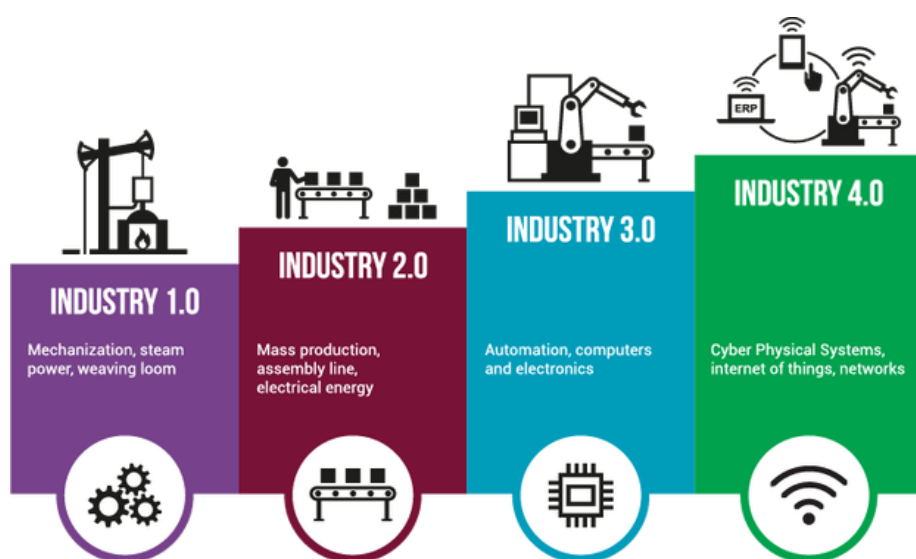 ERP
INDUSTRY 1.0
Mechanization, steam
power, weaving loom
INDUSTRY 2.0
Mass production,
assembly line,
electrical energy
INDUSTRY 3.0
Automation, computers
and electronics
INDUSTRY 4.0
Cyber Physical Systems,
internet of things, networks